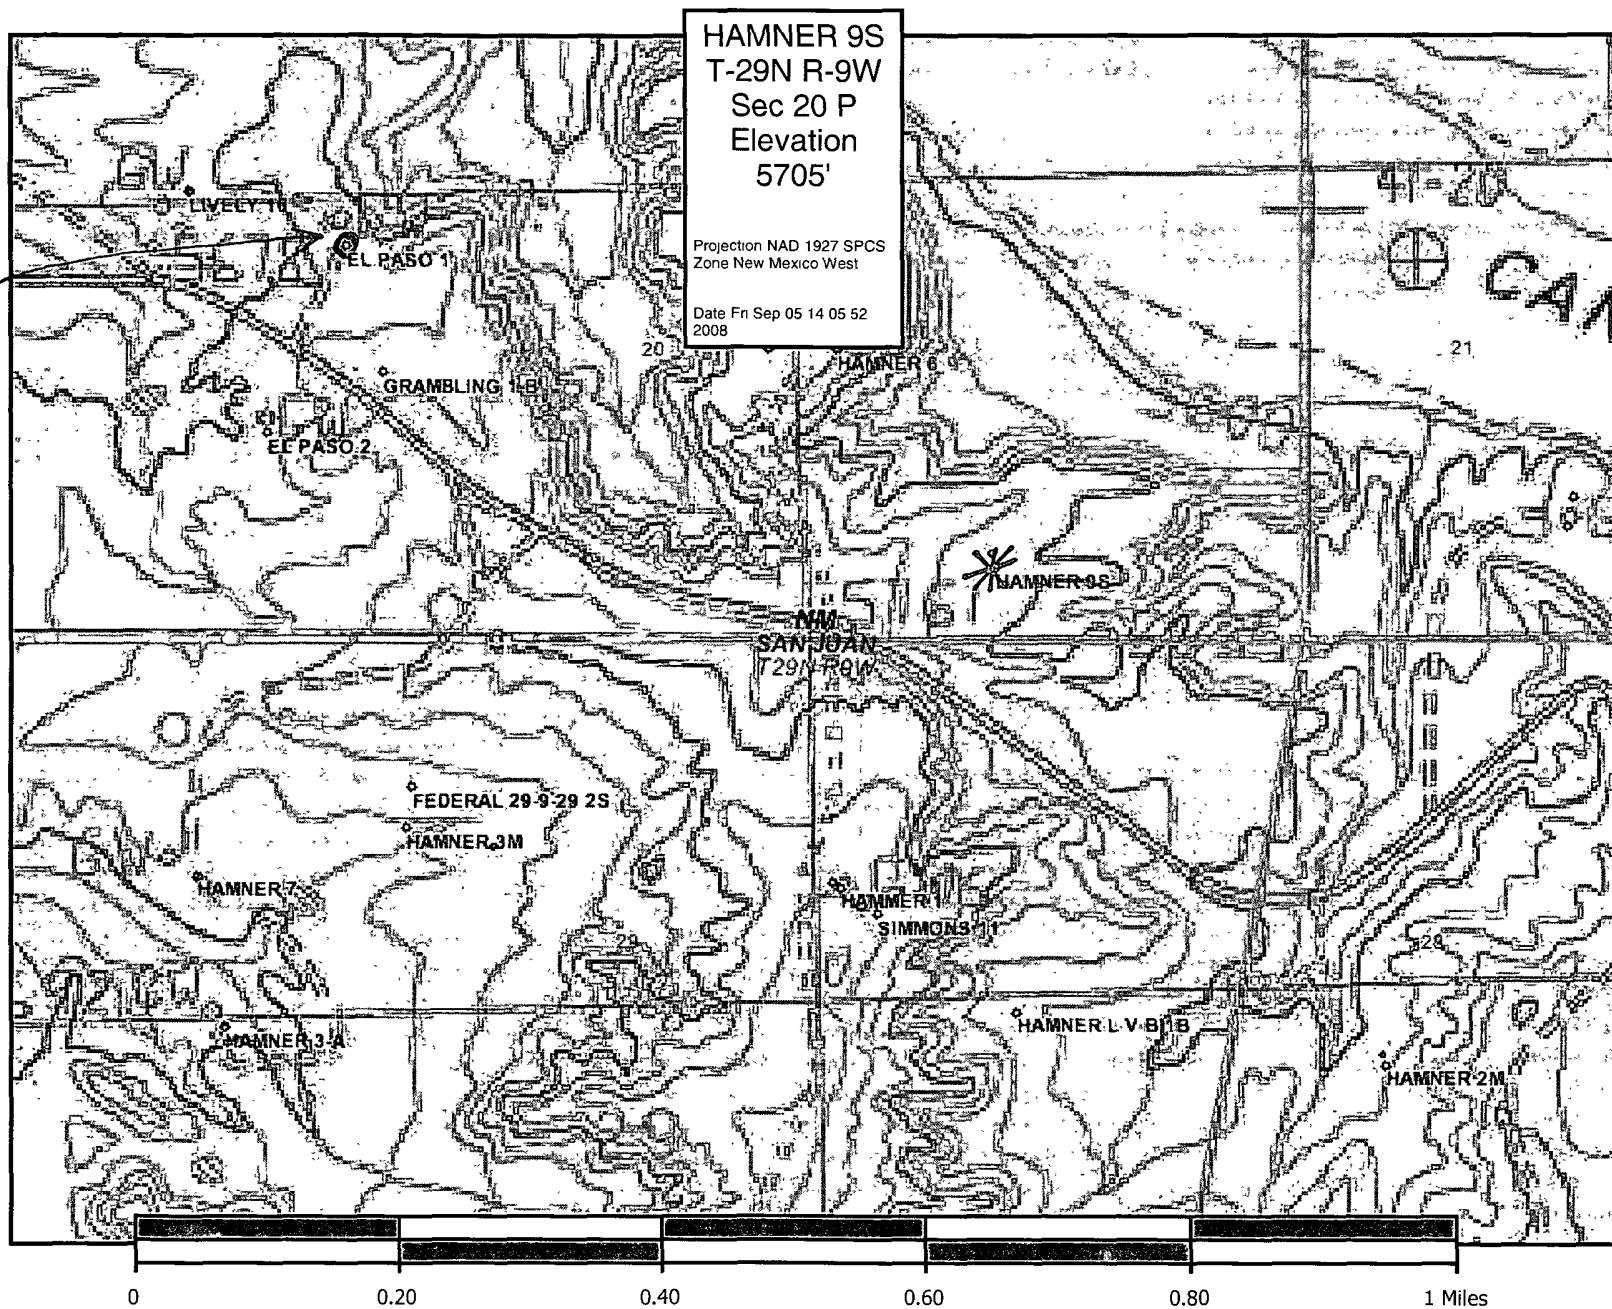 HAMNER 9S
T-29N R-9W
Sec 20 P
Elevation
5705'
Projection NAD 1927 SPCS
Zone New Mexico West
Date Fri Sep 05 14 05 52
2008
LIVELY
EL PASO 1
20
HAMNER 6
21
GRAMBLING 1-B
EL PASO 2
HAMNER 9S
NM
SAN JUAN
T29N R9W
FEDERAL 29-9-29 2S
HAMNER 3M
HAMNER 7
HAMMER 1
SIMMONS 11
29
28
HAMNER 3-A
HAMNER L V B 1B
HAMNER 2M
0 0.20 0.40 0.60 0.80 1 Miles